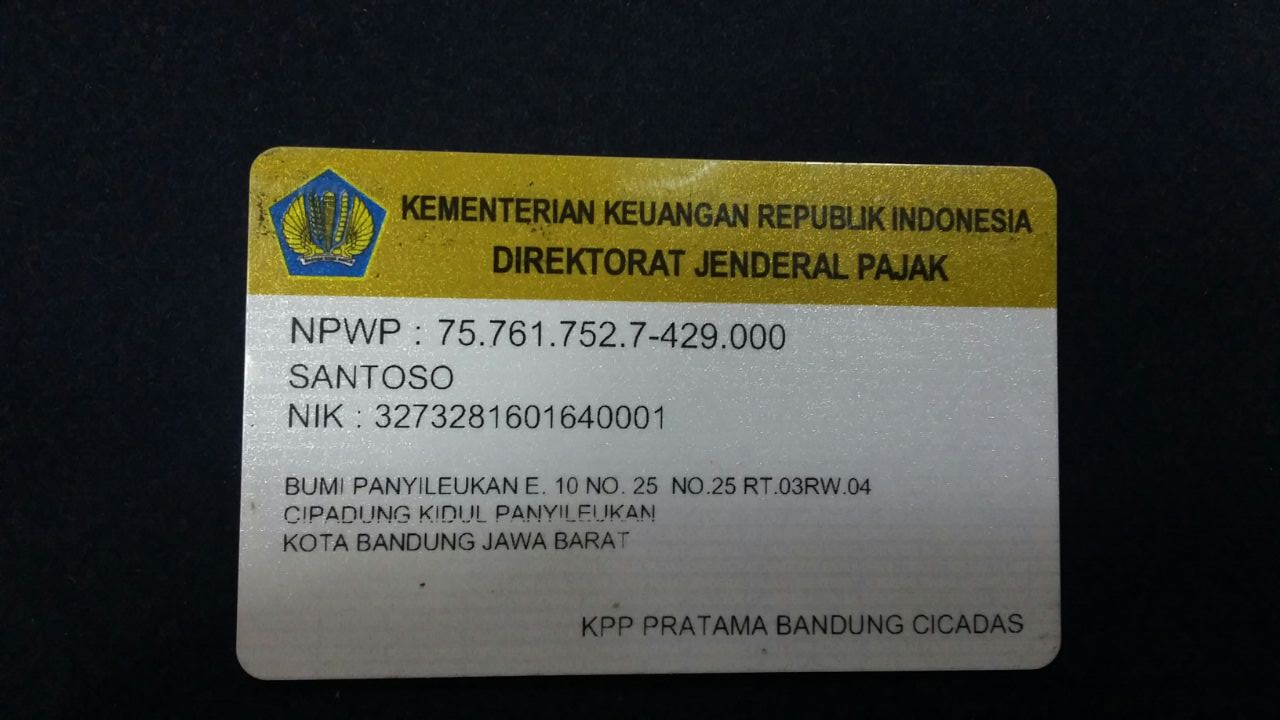 KEMENTERIAN KEUANGAN REPUBLIK INDONESIA
DIREKTORAT JENDERAL PAJAK
NPWP : 75.761.752.7-429.000
SANTOSO
NIK : 3273281601640001
BUMI PANYILEUKAN E. 10 NO. 25 NO.25 RT.03RW.04
CIPADUNG KIDUL PANYILEUKAN
KOTA BANDUNG JAWA BARAT
KPP PRATAMA BANDUNG CICADAS